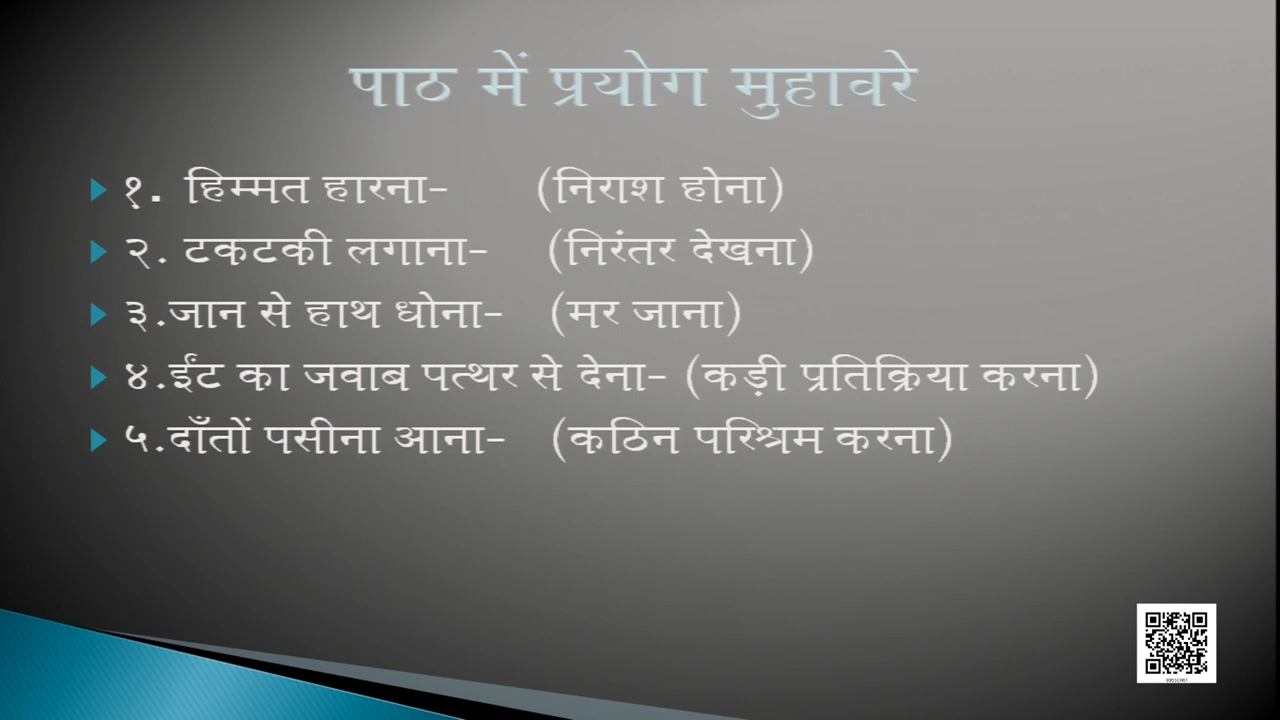 पाठ में प्रयोग मुहावरे
१. हिम्मत हारना- (निराश होना)
२. टकटकी लगाना- (निरंतर देखना)
३.जान से हाथ धोना- (मर जाना)
४.ईंट का जवाब पत्थर से देना- (कड़ी प्रतिक्रिया करना)
५.दाँतों पसीना आना- (कठिन परिश्रम करना)